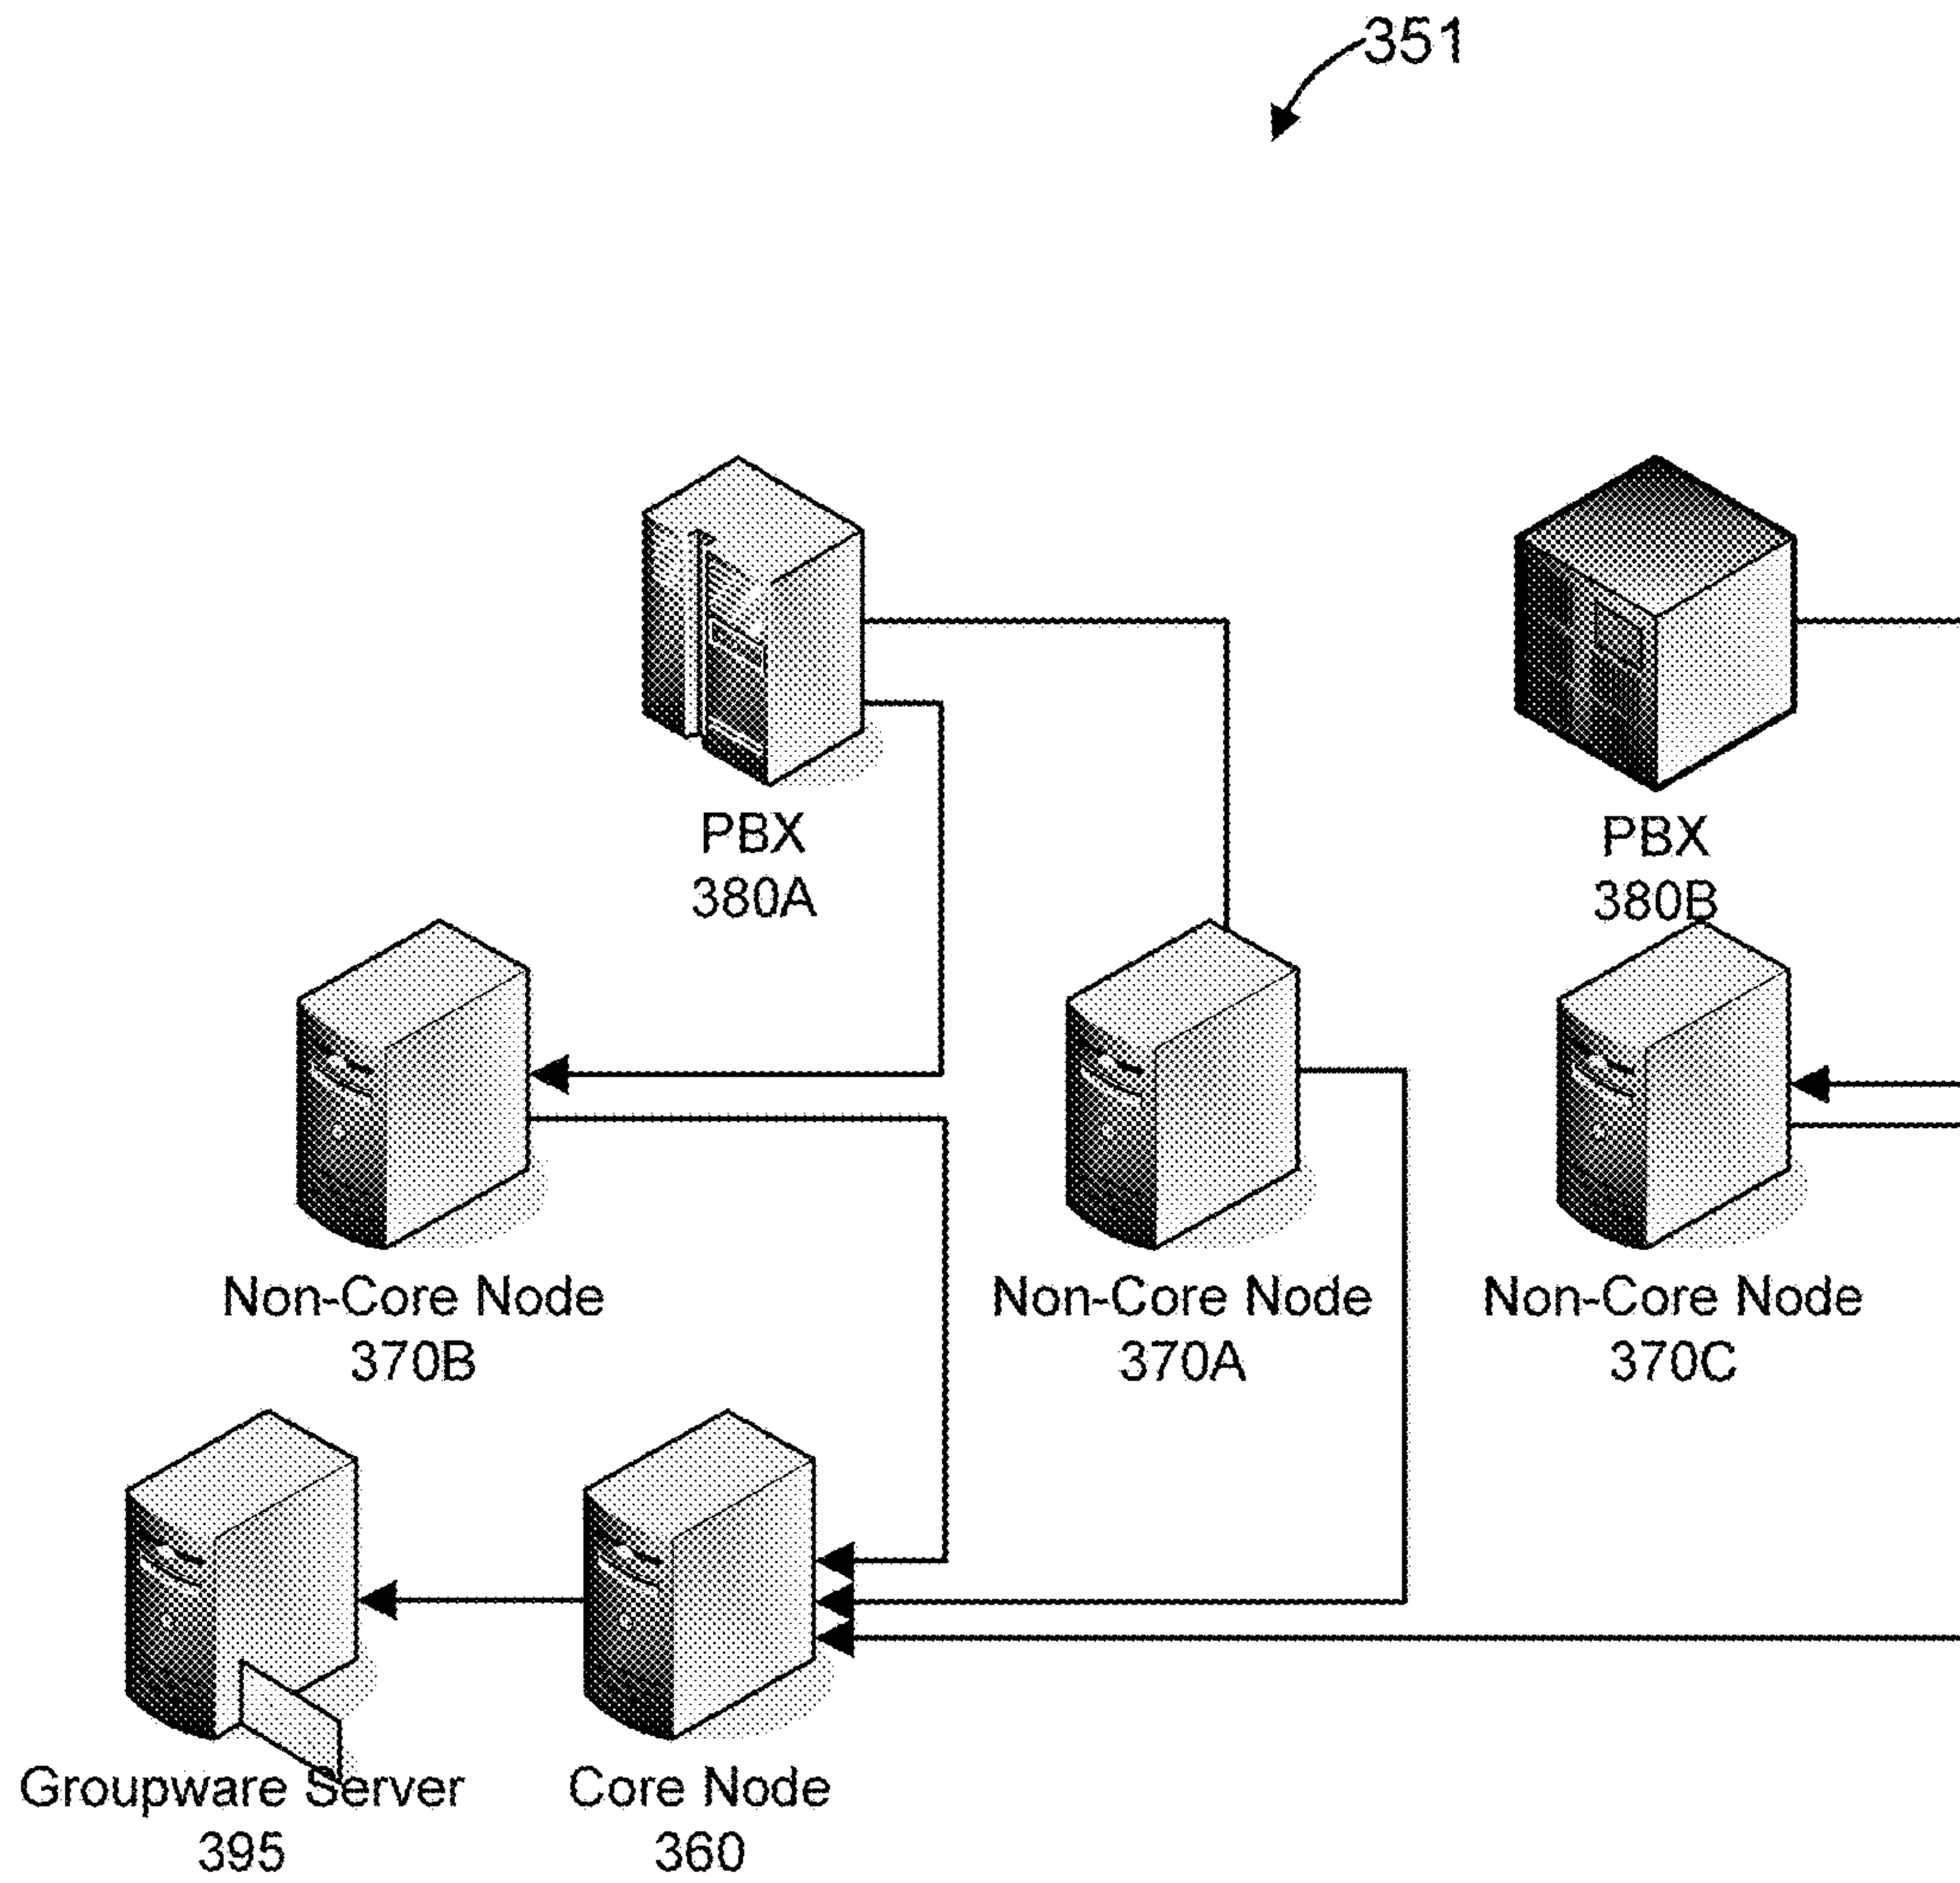 351
PBX
380A
PBX
380B
Non-Core Node
370B
Non-Core Node
370A
Non-Core Node
370C
Groupware Server
395
Core Node
360